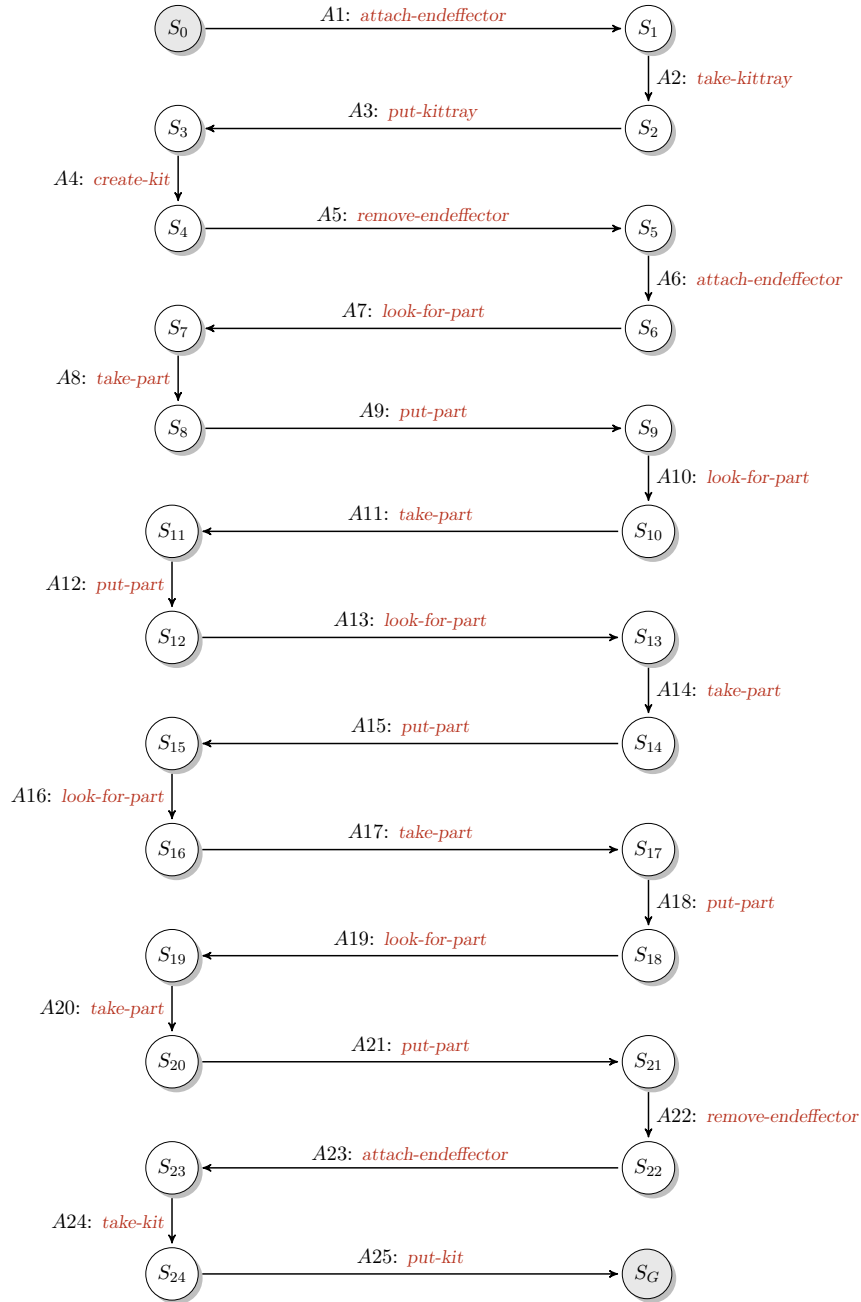 S₀ A1: attach-endeffector S₁
A2: take-kittray
S₃ A3: put-kittray S₂
A4: create-kit
S₄ A5: remove-endeffector S₅
A6: attach-endeffector
S₇ A7: look-for-part S₆
A8: take-part
S₈ A9: put-part S₉
A10: look-for-part
S₁₁ A11: take-part S₁₀
A12: put-part
S₁₂ A13: look-for-part S₁₃
A14: take-part
S₁₅ A15: put-part S₁₄
A16: look-for-part
S₁₆ A17: take-part S₁₇
A18: put-part
S₁₉ A19: look-for-part S₁₈
A20: take-part
S₂₀ A21: put-part S₂₁
A22: remove-endeffector
S₂₃ A23: attach-endeffector S₂₂
A24: take-kit
S₂₄ A25: put-kit S_G